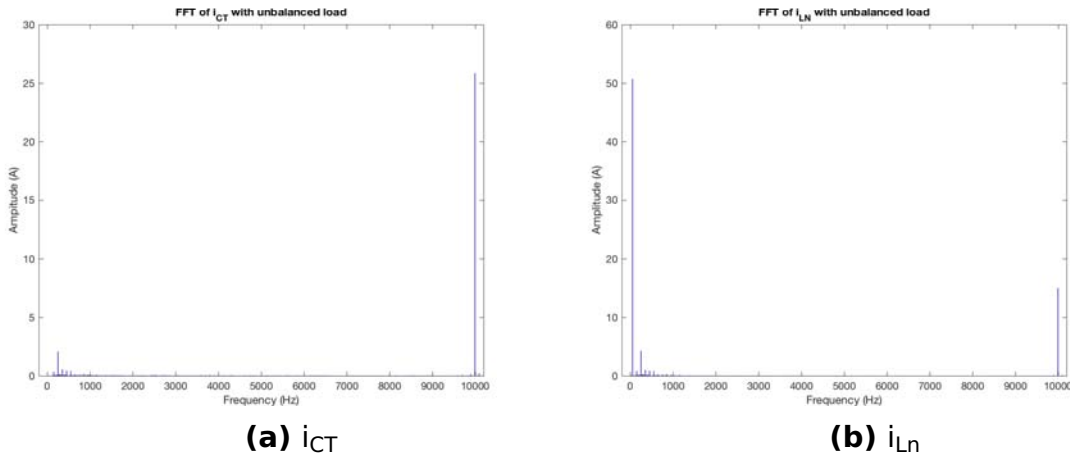 FFT of i_CT with unbalanced load
30
25
20
15
10
5
0
Ampitude (A)
0 1000 2000 3000 4000 5000 6000 7000 8000 9000 10000
Frequency (Hz)
(a) i_CT
FFT of i_LN with unbalanced load
60
50
40
30
20
10
0
Amplitude (A)
0 1000 2000 3000 4000 5000 6000 7000 8000 9000 10000
Frequency (Hz)
(b) i_Ln